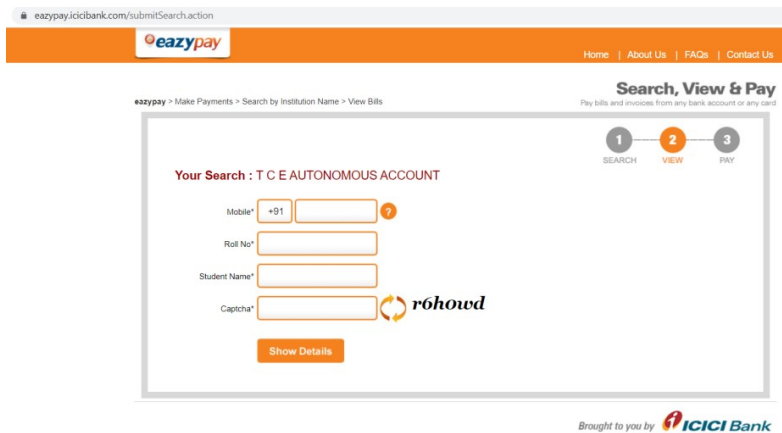 eazypay.icicibank.com/submitSearch.action
eazypay
Home | About Us | FAQs | Contact Us
Search, View & Pay
Pay bills and invoices from any bank account or any card
eazypay > Make Payments > Search by Institution Name > View Bills
1 2 3
SEARCH VIEW PAY
Your Search : T C E AUTONOMOUS ACCOUNT
Mobile* +91 ?
Roll No*
Student Name*
Captcha* r6howd
Show Details
Brought to you by ICICI Bank